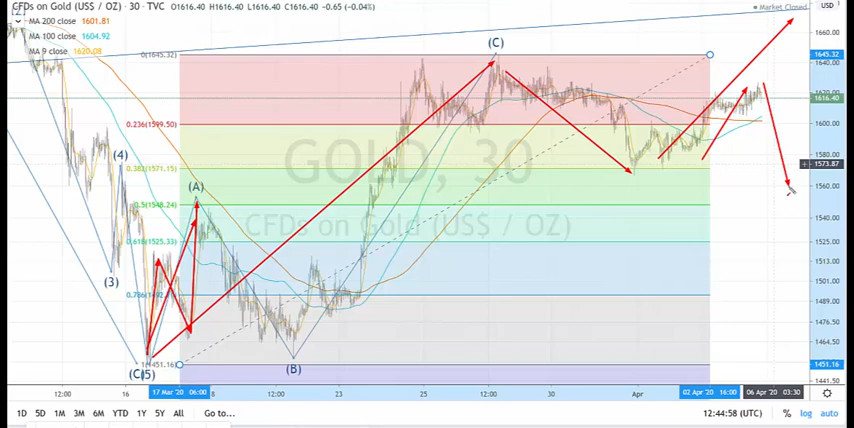 CFDs on Gold (US$ / OZ) · 30 · TVC O1616.40 H1616.40 L1616.40 C1616.40 −0.65 (−0.04%)
Market Closed
USD
MA 200 close 1601.81
MA 100 close 1604.92
MA 9 close 1620.08
(C)
0(1645.32)
(4)
0.236(1599.50)
0.382(1571.15)
(A)
0.5(1548.24)
0.618(1525.33)
(3)
(B)
(5)
1(1451.16)
GOLD, 30
CFDs on Gold (US$ / OZ)
1660.00
1645.32
1640.00
1620.00
1616.40
1600.00
1580.00
1573.87
1560.00
1540.00
1525.00
1513.00
1501.00
1489.00
1476.50
1464.50
1451.16
1441.50
12:00
17 Mar '20 06:00
8
12:00
23
25
12:00
30
Apr
02 Apr '20 16:00
06 Apr '20 03:30
1D 5D 1M 3M 6M YTD 1Y 5Y All Go to...
12:44:58 (UTC) % log auto